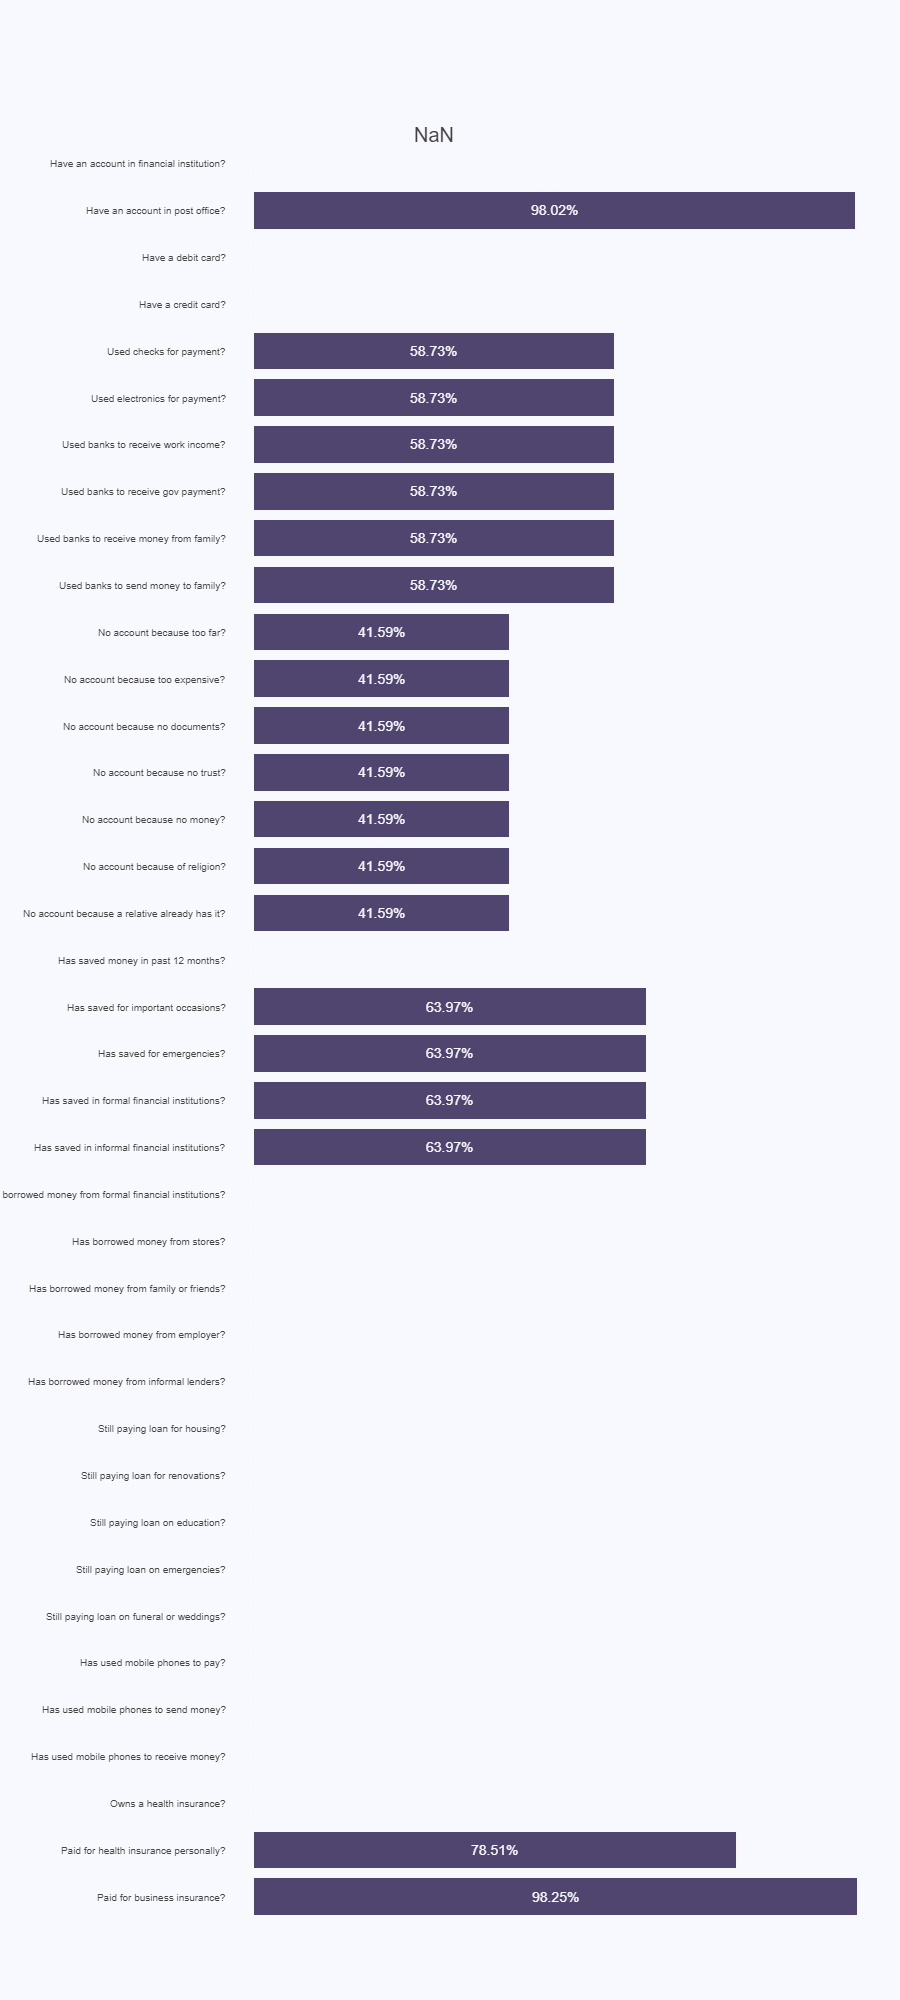 NaN
Have an account in financial institution?
Have an account in post office? 98.02%
Have a debit card?
Have a credit card?
Used checks for payment? 58.73%
Used electronics for payment? 58.73%
Used banks to receive work income? 58.73%
Used banks to receive gov payment? 58.73%
Used banks to receive money from family? 58.73%
Used banks to send money to family? 58.73%
No account because too far? 41.59%
No account because too expensive? 41.59%
No account because no documents? 41.59%
No account because no trust? 41.59%
No account because no money? 41.59%
No account because of religion? 41.59%
No account because a relative already has it? 41.59%
Has saved money in past 12 months?
Has saved for important occasions? 63.97%
Has saved for emergencies? 63.97%
Has saved in formal financial institutions? 63.97%
Has saved in informal financial institutions? 63.97%
borrowed money from formal financial institutions?
Has borrowed money from stores?
Has borrowed money from family or friends?
Has borrowed money from employer?
Has borrowed money from informal lenders?
Still paying loan for housing?
Still paying loan for renovations?
Still paying loan on education?
Still paying loan on emergencies?
Still paying loan on funeral or weddings?
Has used mobile phones to pay?
Has used mobile phones to send money?
Has used mobile phones to receive money?
Owns a health insurance?
Paid for health insurance personally? 78.51%
Paid for business insurance? 98.25%